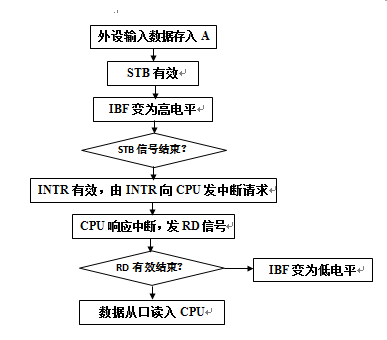 外设输入数据存入 A
STB 有效
IBF 变为高电平
STB 信号结束?
INTR 有效，由 INTR 向 CPU 发中断请求
CPU 响应中断，发 RD 信号
RD 有效结束?
IBF 变为低电平
数据从口读入 CPU